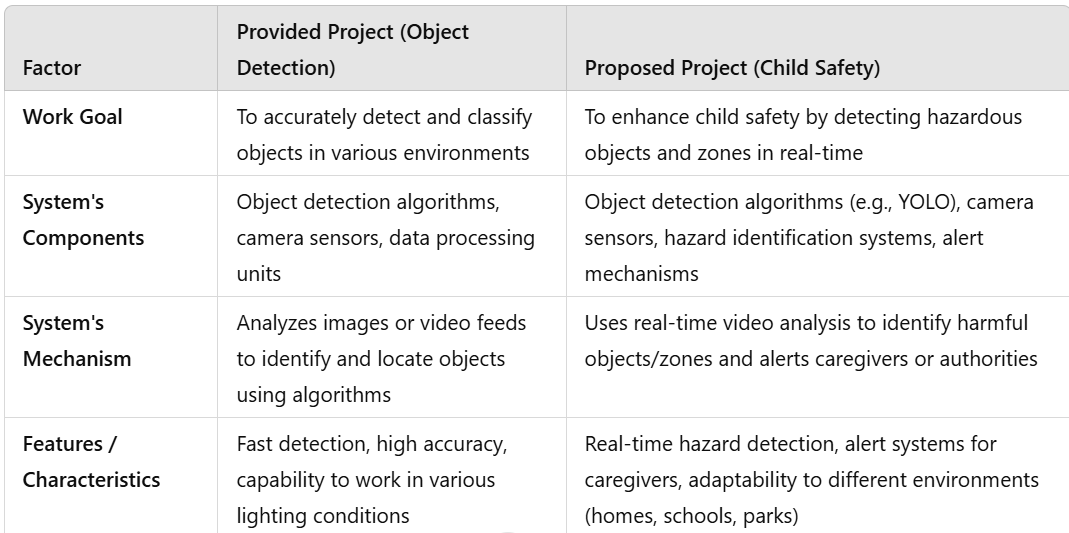 Factor
Provided Project (Object
Detection)
Proposed Project (Child Safety)
Work Goal
To accurately detect and classify
objects in various environments
To enhance child safety by detecting hazardous
objects and zones in real-time
System's
Components
Object detection algorithms,
camera sensors, data processing
units
Object detection algorithms (e.g., YOLO), camera
sensors, hazard identification systems, alert
mechanisms
System's
Mechanism
Analyzes images or video feeds
to identify and locate objects
using algorithms
Uses real-time video analysis to identify harmful
objects/zones and alerts caregivers or authorities
Features /
Characteristics
Fast detection, high accuracy,
capability to work in various
lighting conditions
Real-time hazard detection, alert systems for
caregivers, adaptability to different environments
(homes, schools, parks)